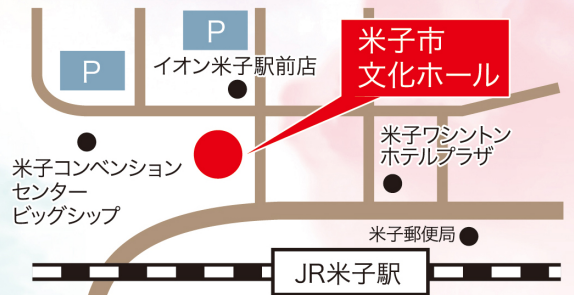 P
P
イオン米子駅前店
米子市
文化ホール
米子コンベンション
センター
ビッグシップ
米子ワシントン
ホテルプラザ
米子郵便局
JR米子駅